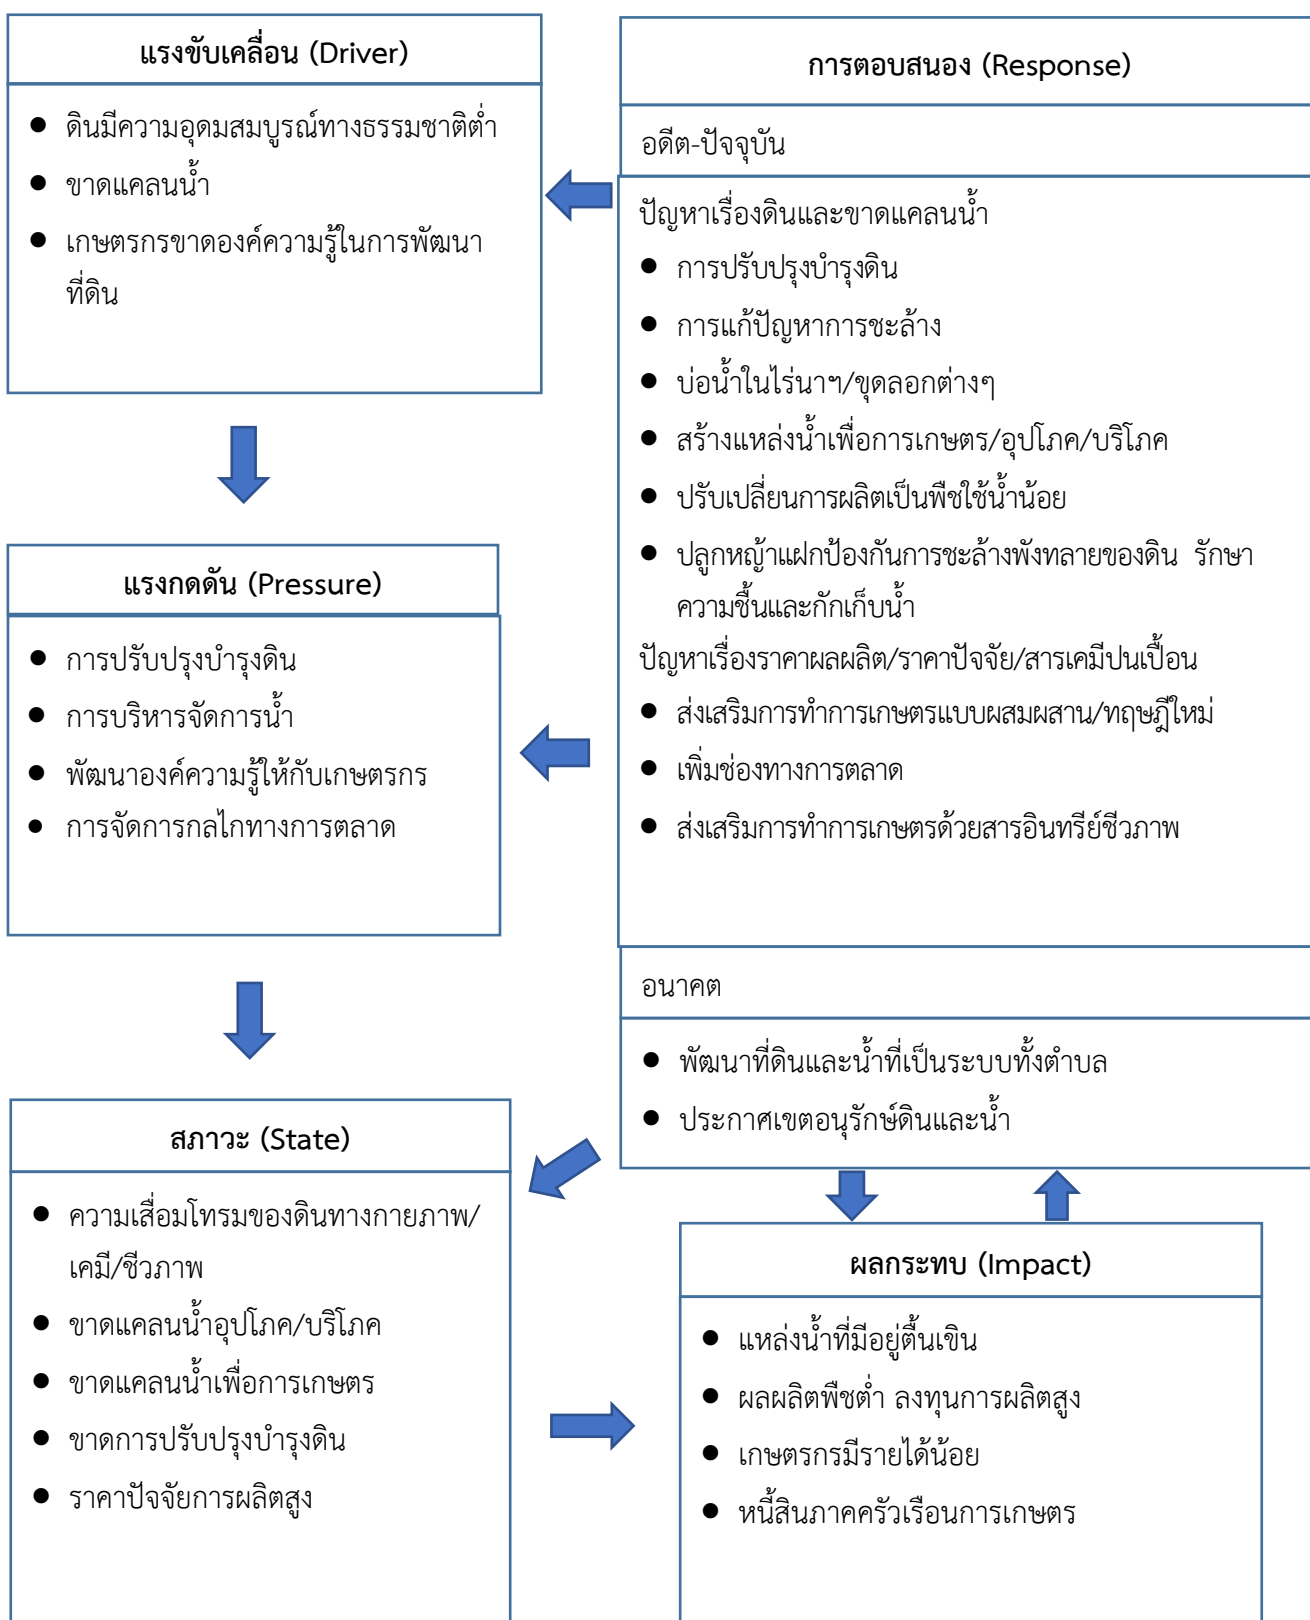 แรงขับเคลื่อน (Driver)
● ดินมีความอุดมสมบูรณ์ทางธรรมชาติต่ำ
● ขาดแคลนน้ำ
● เกษตรกรขาดองค์ความรู้ในการพัฒนา
ที่ดิน
แรงกดดัน (Pressure)
● การปรับปรุงบำรุงดิน
● การบริหารจัดการน้ำ
● พัฒนาองค์ความรู้ให้กับเกษตรกร
● การจัดการกลไกทางการตลาด
สภาวะ (State)
● ความเสื่อมโทรมของดินทางกายภาพ/
เคมี/ชีวภาพ
● ขาดแคลนน้ำอุปโภค/บริโภค
● ขาดแคลนน้ำเพื่อการเกษตร
● ขาดการปรับปรุงบำรุงดิน
● ราคาปัจจัยการผลิตสูง
การตอบสนอง (Response)
อดีต-ปัจจุบัน
ปัญหาเรื่องดินและขาดแคลนน้ำ
● การปรับปรุงบำรุงดิน
● การแก้ปัญหาการชะล้าง
● บ่อน้ำในไร่นาฯ/ขุดลอกต่างๆ
● สร้างแหล่งน้ำเพื่อการเกษตร/อุปโภค/บริโภค
● ปรับเปลี่ยนการผลิตเป็นพืชใช้น้ำน้อย
● ปลูกหญ้าแฝกป้องกันการชะล้างพังทลายของดิน รักษา
ความชื้นและกักเก็บน้ำ
ปัญหาเรื่องราคาผลผลิต/ราคาปัจจัย/สารเคมีปนเปื้อน
● ส่งเสริมการทำการเกษตรแบบผสมผสาน/ทฤษฎีใหม่
● เพิ่มช่องทางการตลาด
● ส่งเสริมการทำการเกษตรด้วยสารอินทรีย์ชีวภาพ
อนาคต
● พัฒนาที่ดินและน้ำที่เป็นระบบทั้งตำบล
● ประกาศเขตอนุรักษ์ดินและน้ำ
ผลกระทบ (Impact)
● แหล่งน้ำที่มีอยู่ตื้นเขิน
● ผลผลิตพืชต่ำ ลงทุนการผลิตสูง
● เกษตรกรมีรายได้น้อย
● หนี้สินภาคครัวเรือนการเกษตร